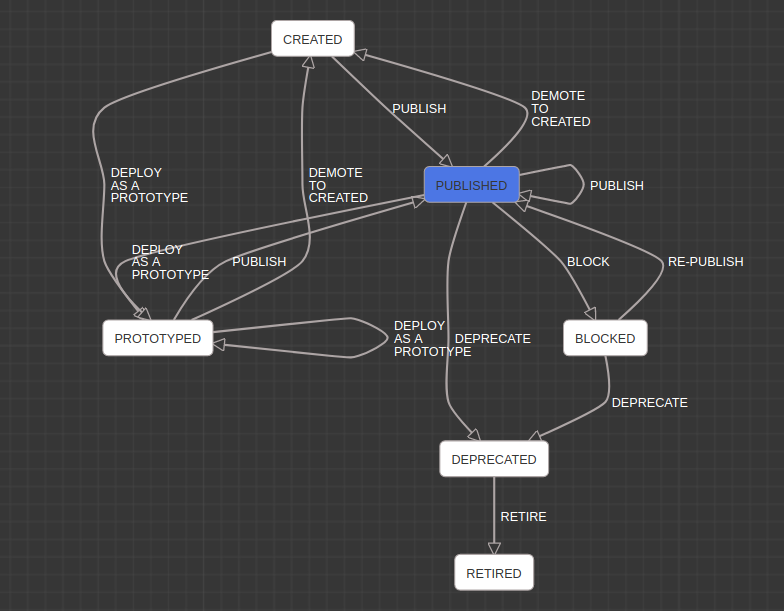 CREATED
PUBLISH
DEMOTE
TO
CREATED
DEPLOY
AS A
PROTOTYPE
DEMOTE
TO
CREATED
PUBLISHED
PUBLISH
DEPLOY
AS A
PROTOTYPE
PUBLISH
BLOCK
RE-PUBLISH
PROTOTYPED
DEPLOY
AS A
PROTOTYPE
DEPRECATE
BLOCKED
DEPRECATE
DEPRECATED
RETIRE
RETIRED